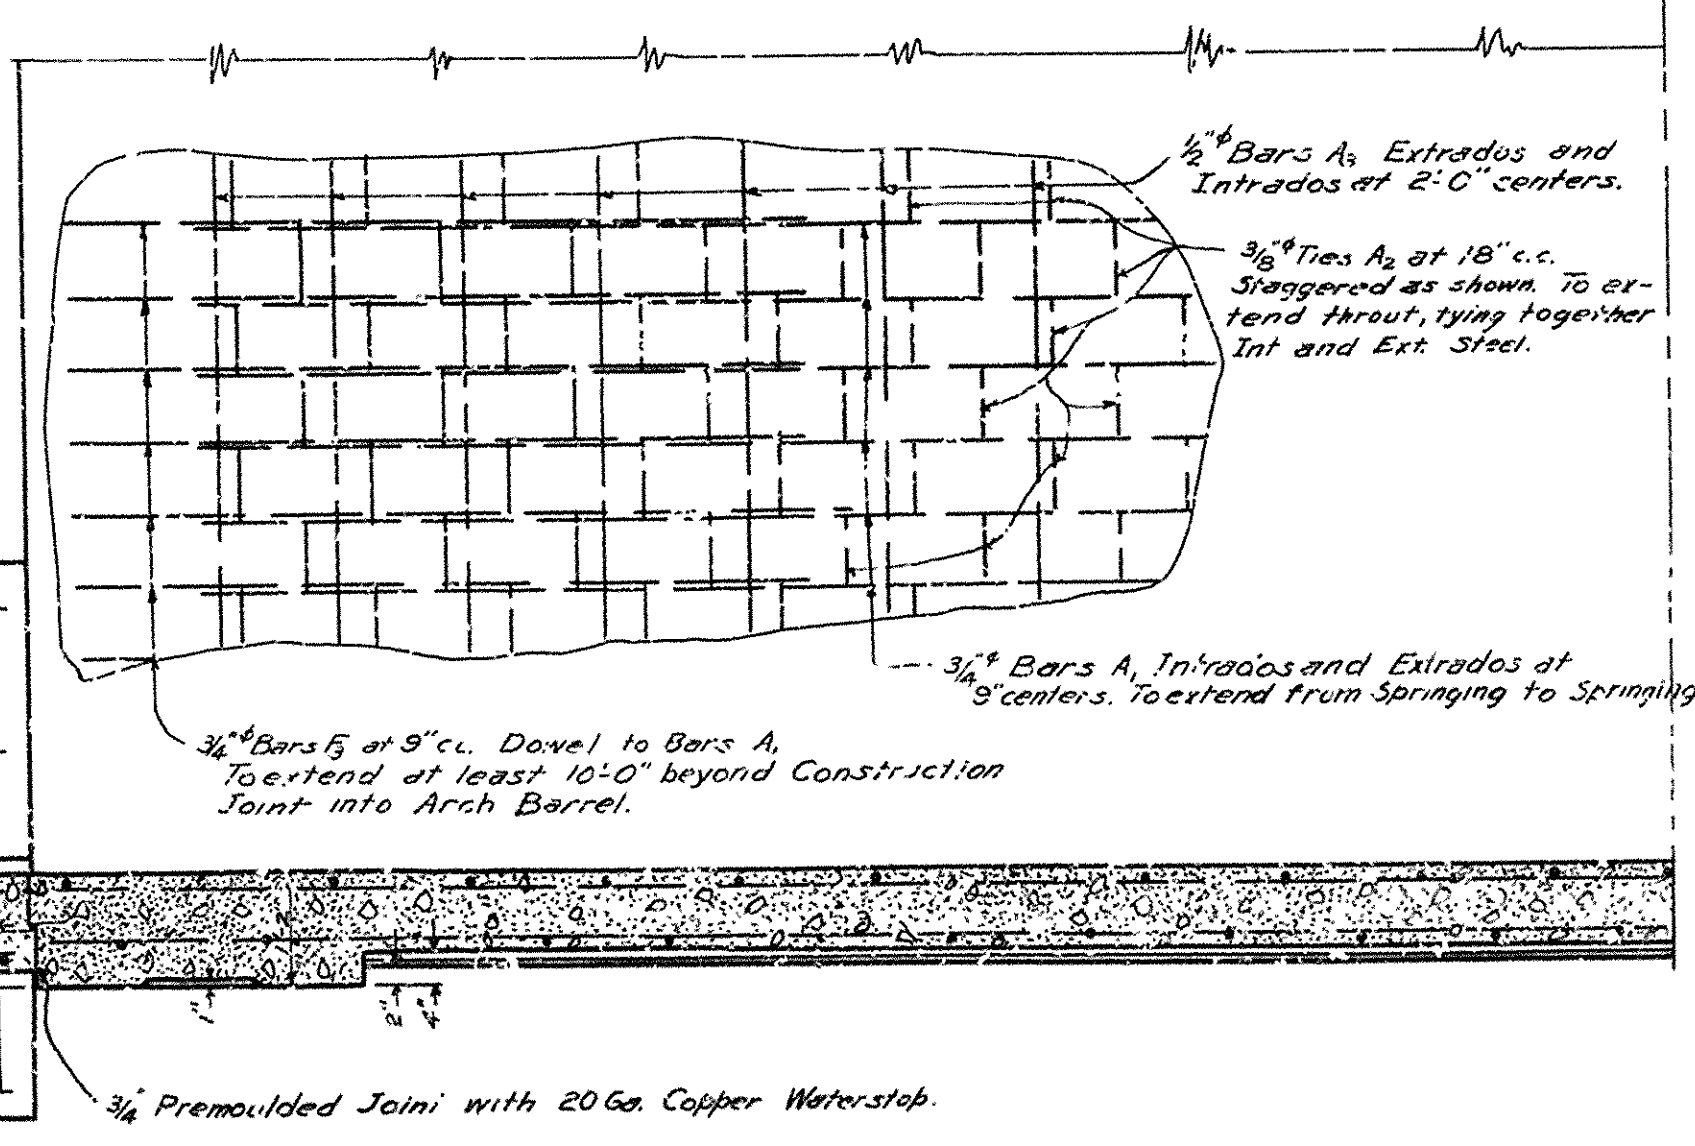 ½"ϕ Bars A₃ Extrados and
Intrados at 2'-0" centers.
⅜"ϕ Ties A₂ at 18" c.c.
Staggered as shown. To ex-
tend throut, tying together
Int and Ext. Steel.
¾"ϕ Bars A, Intrados and Extrados at
9" centers. To extend from Springing to Springing
¾"ϕ Bars F₃ at 9" cc. Dowel to Bars A,
To extend at least 10'-0" beyond Construction
Joint into Arch Barrel.
1"
2"
4"
¾" Premoulded Joint with 20 Ga. Copper Waterstop.